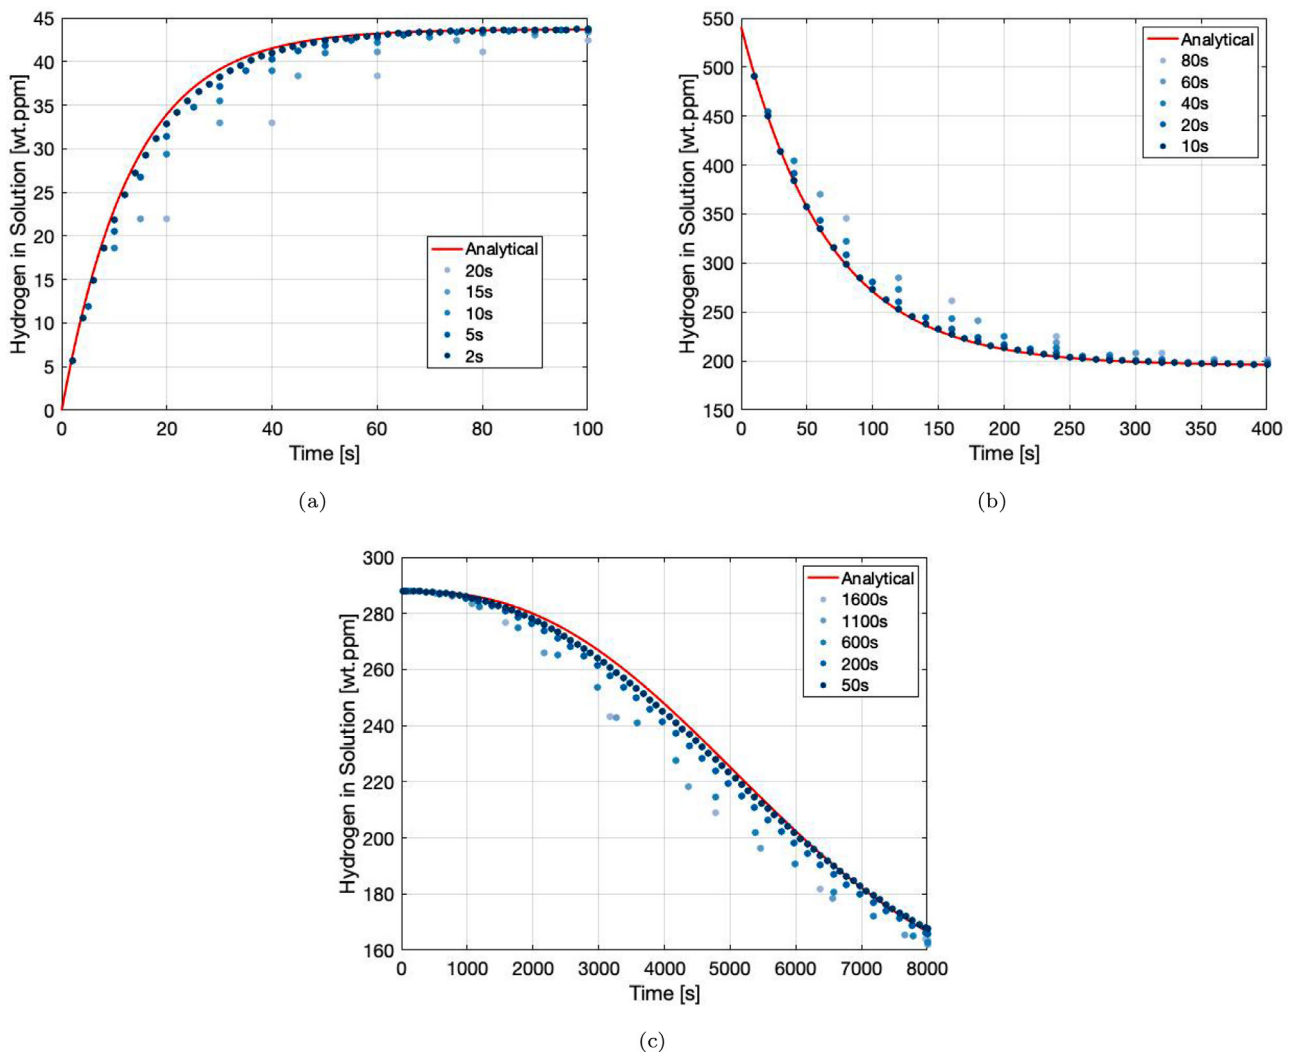 45
40
35
30
25
20
15
10
5
0
Hydrogen in Solution [wt.ppm]
Analytical
20s
15s
10s
5s
2s
0 20 40 60 80 100
Time [s]
(a)
550
500
450
400
350
300
250
200
150
Hydrogen in Solution [wt.ppm]
Analytical
80s
60s
40s
20s
10s
0 50 100 150 200 250 300 350 400
Time [s]
(b)
300
280
260
240
220
200
180
160
Hydrogen in Solution [wt.ppm]
Analytical
1600s
1100s
600s
200s
50s
0 1000 2000 3000 4000 5000 6000 7000 8000
Time [s]
(c)